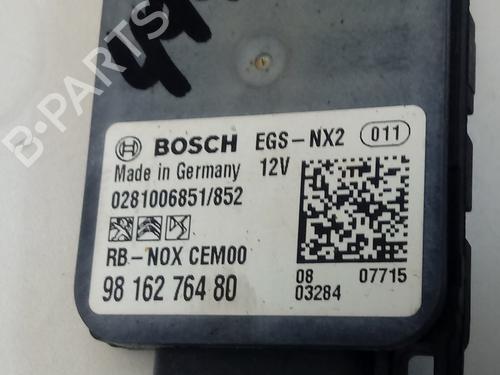 B-PARTS
BOSCH EGS-NX2 011
Made in Germany 12V
0281006851/852
RB-NOX CEM00
98 162 764 80
08 07715
03284